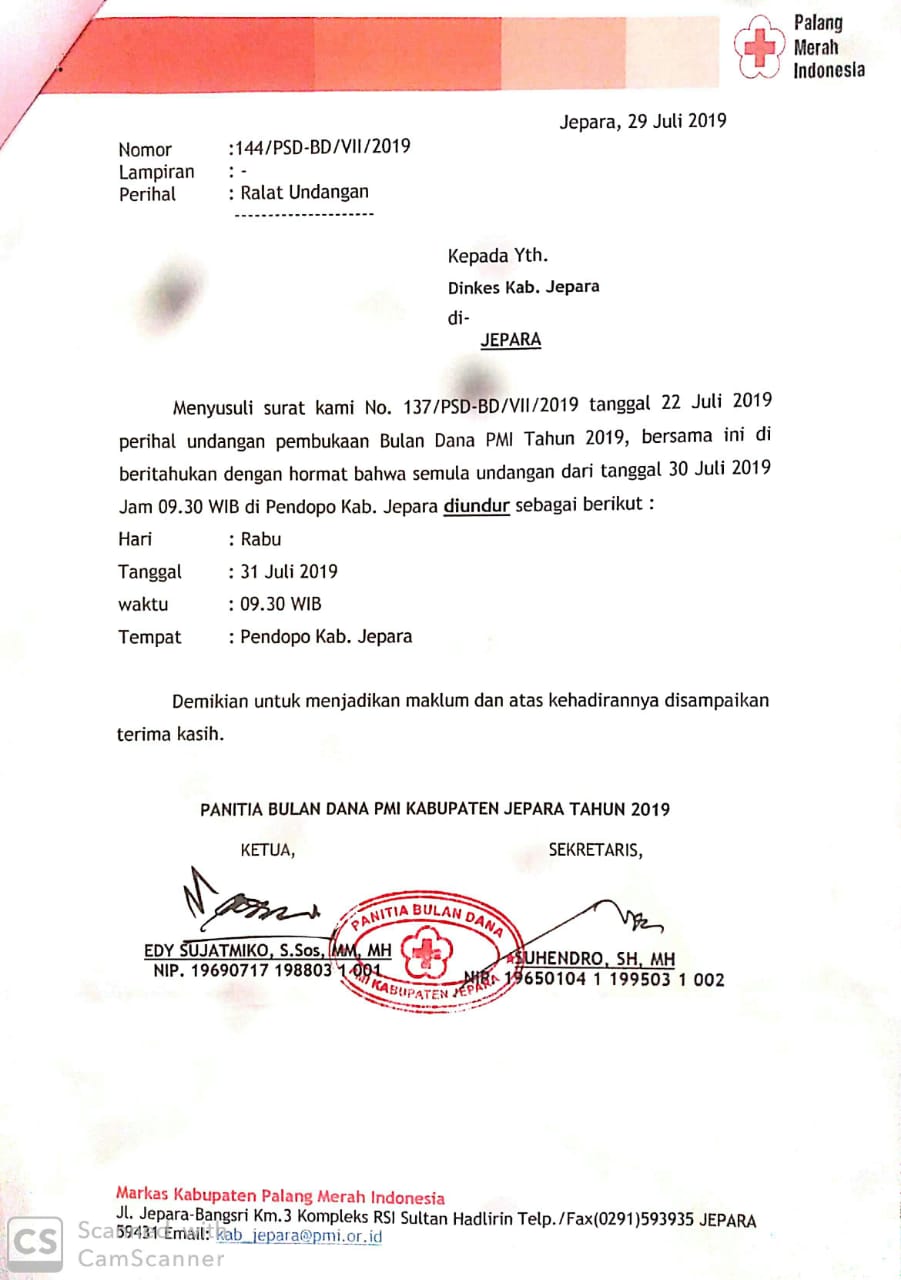 Palang
Merah
Indonesia
Jepara, 29 Juli 2019
Nomor :144/PSD-BD/VII/2019
Lampiran : -
Perihal : Ralat Undangan
---------------------
Kepada Yth.
Dinkes Kab. Jepara
di-
JEPARA
Menyusuli surat kami No. 137/PSD-BD/VII/2019 tanggal 22 Juli 2019
perihal undangan pembukaan Bulan Dana PMI Tahun 2019, bersama ini di
beritahukan dengan hormat bahwa semula undangan dari tanggal 30 Juli 2019
Jam 09.30 WIB di Pendopo Kab. Jepara diundur sebagai berikut :
Hari : Rabu
Tanggal : 31 Juli 2019
waktu : 09.30 WIB
Tempat : Pendopo Kab. Jepara
Demikian untuk menjadikan maklum dan atas kehadirannya disampaikan
terima kasih.
PANITIA BULAN DANA PMI KABUPATEN JEPARA TAHUN 2019
KETUA, SEKRETARIS,
PANITIA BULAN DANA
PMI KABUPATEN JEPARA
EDY SUJATMIKO, S.Sos, MM, MH SUHENDRO, SH, MH
NIP. 19690717 198803 1 001 NIP. 19650104 1 199503 1 002
Markas Kabupaten Palang Merah Indonesia
Jl. Jepara-Bangsri Km.3 Kompleks RSI Sultan Hadlirin Telp./Fax(0291)593935 JEPARA
59431 Email: kab_jepara@pmi.or.id
CS Scanned with
CamScanner